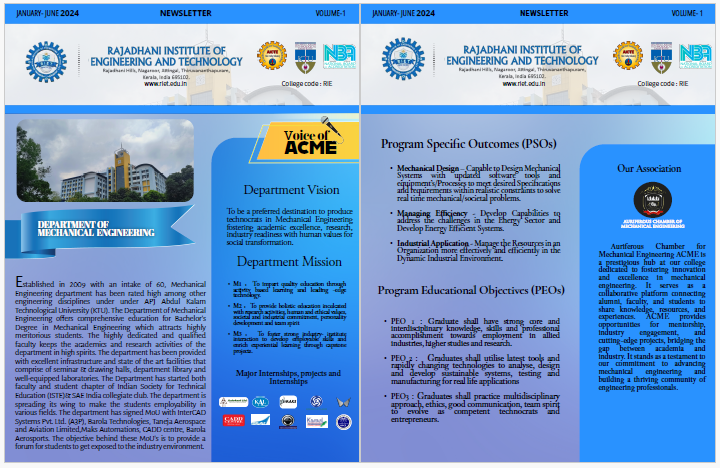 JANUARY- JUNE 2024 NEWSLETTER VOLUME-1
RAJADHANI INSTITUTE OF
ENGINEERING AND TECHNOLOGY
Rajadhani Hills, Nagaroor, Attingal, Thiruvananthapuram,
Kerala, India 695102.
www.riet.edu.in
NBA
College code : RIE
Voice of
ACME
DEPARTMENT OF
MECHANICAL ENGINEERING
Established in 2009 with an intake of 60, Mechanical
Engineering department has been rated high among other
engineering disciplines under under APJ Abdul Kalam
Technological University (KTU). The Department of Mechanical
Engineering offers comprehensive education for Bachelor's
Degree in Mechanical Engineering which attracts highly
meritorious students. The highly dedicated and qualified
faculty keeps the academics and research activities of the
department in high spirits. The department has been provided
with excellent infrastructure and state of the art facilities that
comprise of seminar & drawing halls, department library and
well-equipped laboratories. The Department has started both
faculty and student chapter of Indian Society for Technical
Education (ISTE)& SAE India collegiate club. The department is
spreading its wing to make the students employability in
various fields. The department has signed MoU with InterCAD
Systems Pvt. Ltd. (A3P), Barola Technologies, Taneja Aerospace
and Aviation Limited,Maks Automations, CADD centre, Barola
Aerosports. The objective behind these MoU's is to provide a
forum for students to get exposed to the industry environment.
Department Vision
To be a preferred destination to produce
technocrats in Mechanical Engineering
fostering academic excellence, research,
industry readiness with human values for
social transformation.
Department Mission
• M1 : To impart quality education through
activity based learning and leading -edge
technology.
• M2 : To provide holistic education inculcated
with research activities, human and ethical values,
societal and industrial commitment, personality
development and team spirit
• M3 : To foster strong industry- institute
interaction to develop employable skills and
enrich experiential learning through capstone
projects.
Major Internships, projects and
Internships
KAL
CADD
JANUARY- JUNE 2024 NEWSLETTER VOLUME- 1
RAJADHANI INSTITUTE OF
ENGINEERING AND TECHNOLOGY
Rajadhani Hills, Nagaroor, Attingal, Thiruvananthapuram,
Kerala, India 695102.
www.riet.edu.in
NBA
College code : RIE
Program Specific Outcomes (PSOs)
• Mechanical Design – Capable to Design Mechanical
Systems with updated software tools and
equipment's/Processes to meet desired Specifications
and requirements within realistic constraints to solve
real time mechanical/societal problems.
• Managing Efficiency - Develop Capabilities to
address the challenges in the Energy Sector and
Develop Energy Efficient Systems.
• Industrial Application - Manage the Resources in an
Organization more effectively and efficiently in the
Dynamic Industrial Environment.
Program Educational Objectives (PEOs)
• PEO 1 : Graduate shall have strong core and
interdisciplinary knowledge, skills and professional
accomplishment towards employment in allied
industries, higher studies and research.
• PEO 2 : Graduates shall utilise latest tools and
rapidly changing technologies to analyse, design
and develop sustainable systems, testing and
manufacturing for real life applications
• PEO3 : Graduates shall practice multidisciplinary
approach, ethics, good communication, team spirit
to evolve as competent technocrats and
entrepreneurs.
Our Association
AURIFEROUS CHAMBER OF
MECHANICAL ENGINEERING
Auriferous Chamber for
Mechanical Engineering ACME is
a prestigious hub at our college
dedicated to fostering innovation
and excellence in mechanical
engineering. It serves as a
collaborative platform connecting
alumni, faculty, and students to
share knowledge, resources, and
experiences. ACME provides
opportunities for mentorship,
industry engagement, and
cutting-edge projects, bridging the
gap between academia and
industry. It stands as a testament to
our commitment to advancing
mechanical engineering and
building a thriving community of
engineering professionals.